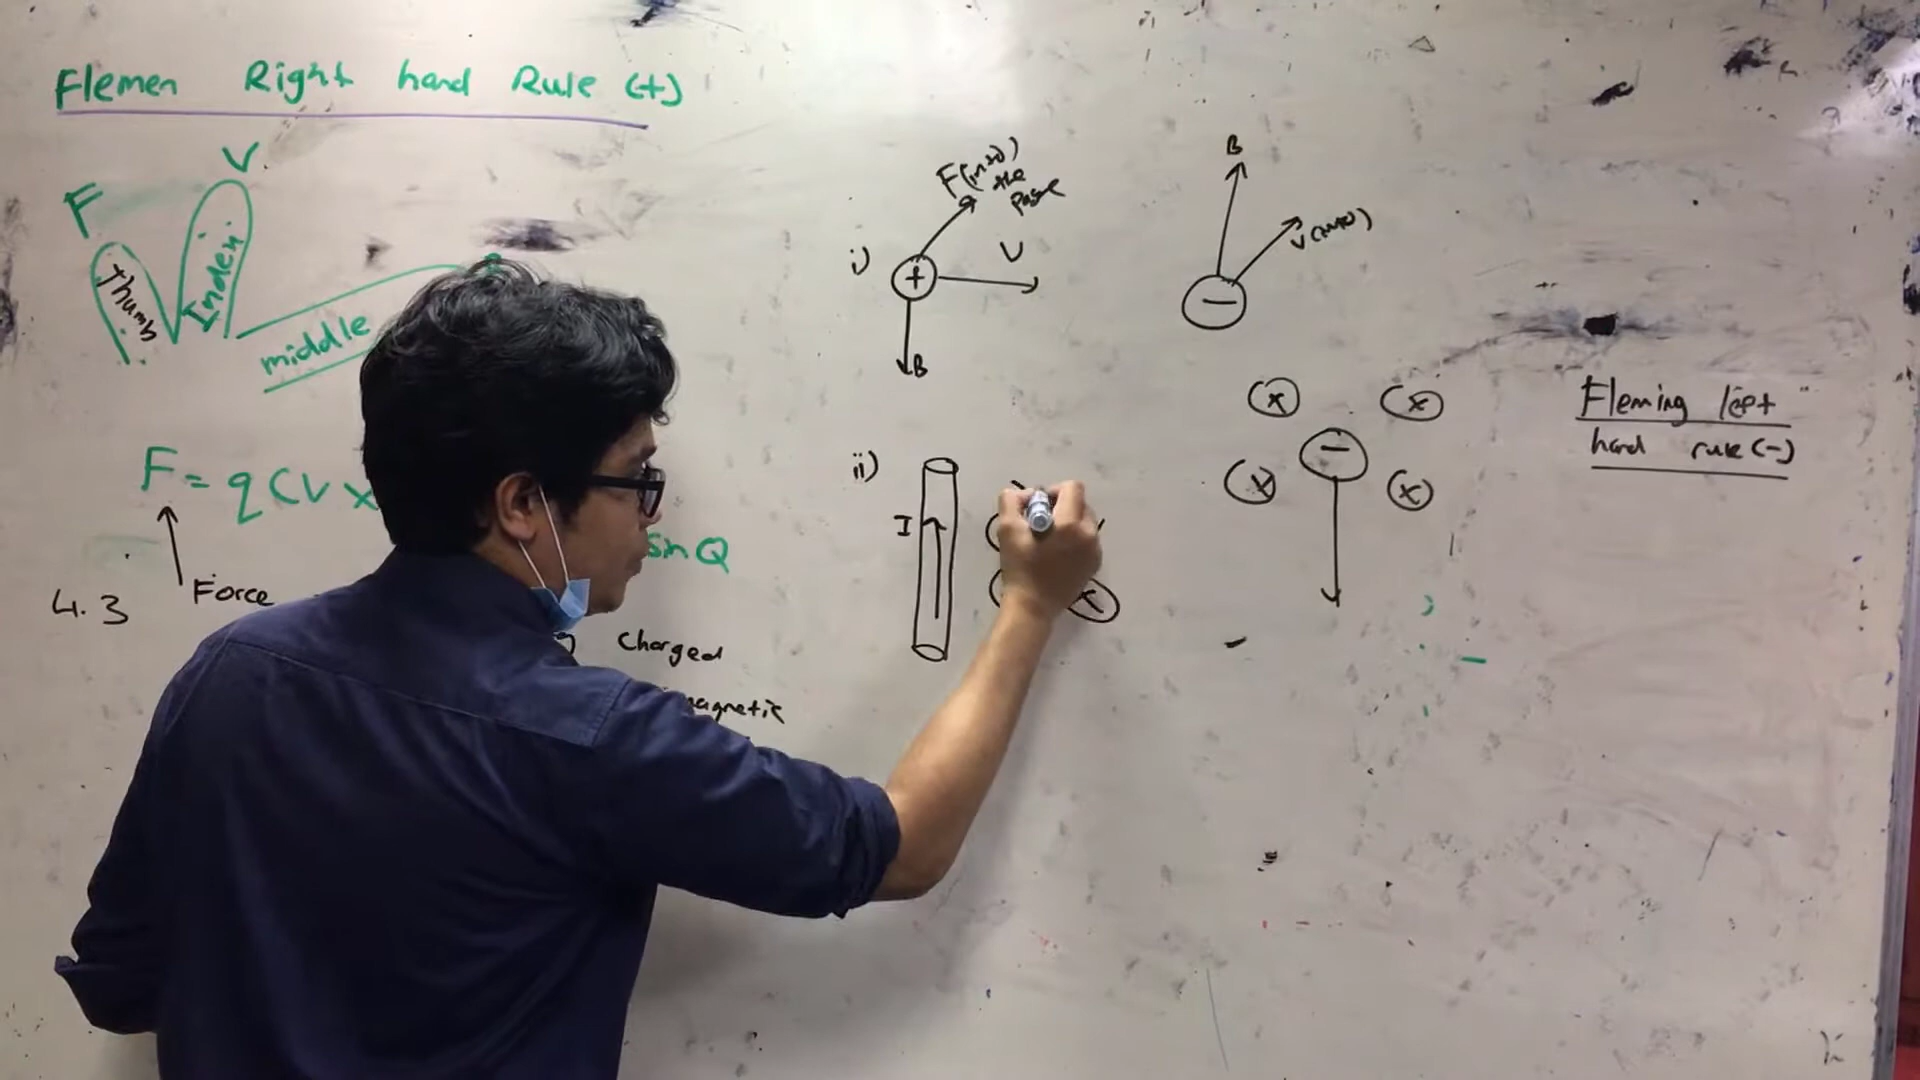 Flemen Right hand Rule (+)
F
V
Thumb
Index
middle
F = q(V x
sin Q
4.3
Force
Charged
magnetic
i)
F(into)
the
page
+
V
B
B
V(into)
-
ii)
I
x
x x
-
x x
Fleming left
hand rule (-)